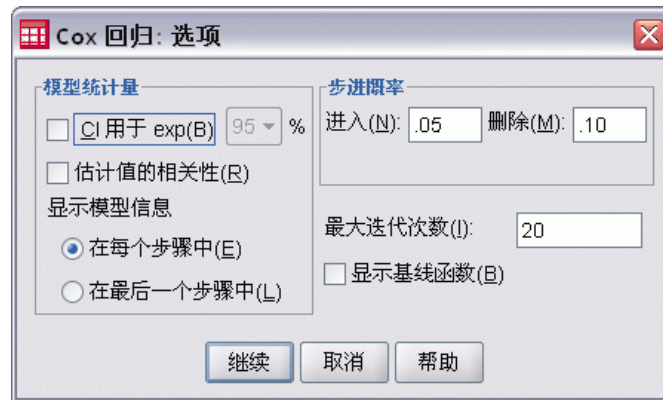 Cox 回归: 选项
模型统计量
CI 用于 exp(B) 95 %
估计值的相关性(R)
显示模型信息
在每个步骤中(E)
在最后一个步骤中(L)
步进概率
进入(N): .05 删除(M): .10
最大迭代次数(I): 20
显示基线函数(B)
继续 取消 帮助